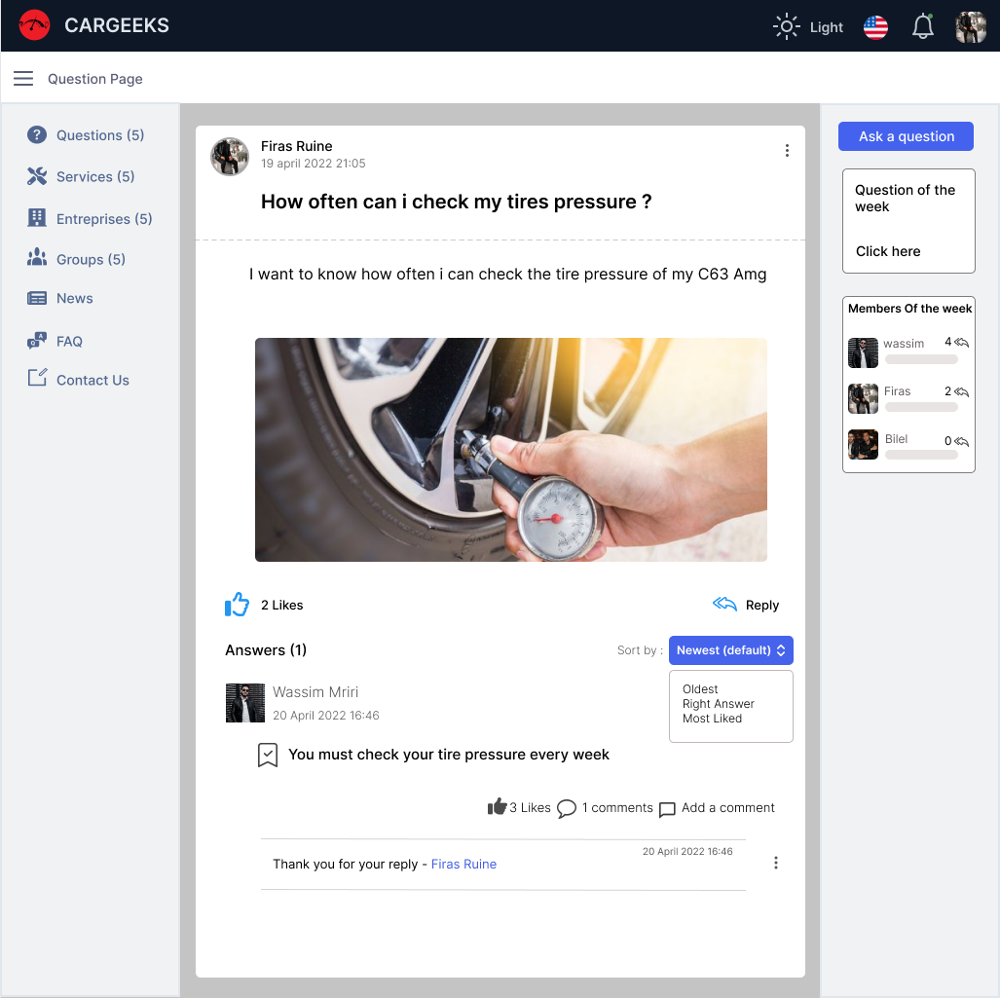 CARGEEKS
Light
Question Page
Questions (5)
Services (5)
Entreprises (5)
Groups (5)
News
FAQ
Contact Us
Firas Ruine
19 april 2022 21:05
How often can i check my tires pressure ?
I want to know how often i can check the tire pressure of my C63 Amg
2 Likes
Reply
Answers (1)
Sort by :
Newest (default)
Oldest
Right Answer
Most Liked
Wassim Mriri
20 April 2022 16:46
You must check your tire pressure every week
3 Likes
1 comments
Add a comment
20 April 2022 16:46
Thank you for your reply - Firas Ruine
Ask a question
Question of the
week
Click here
Members Of the week
wassim 4
Firas 2
Bilel 0